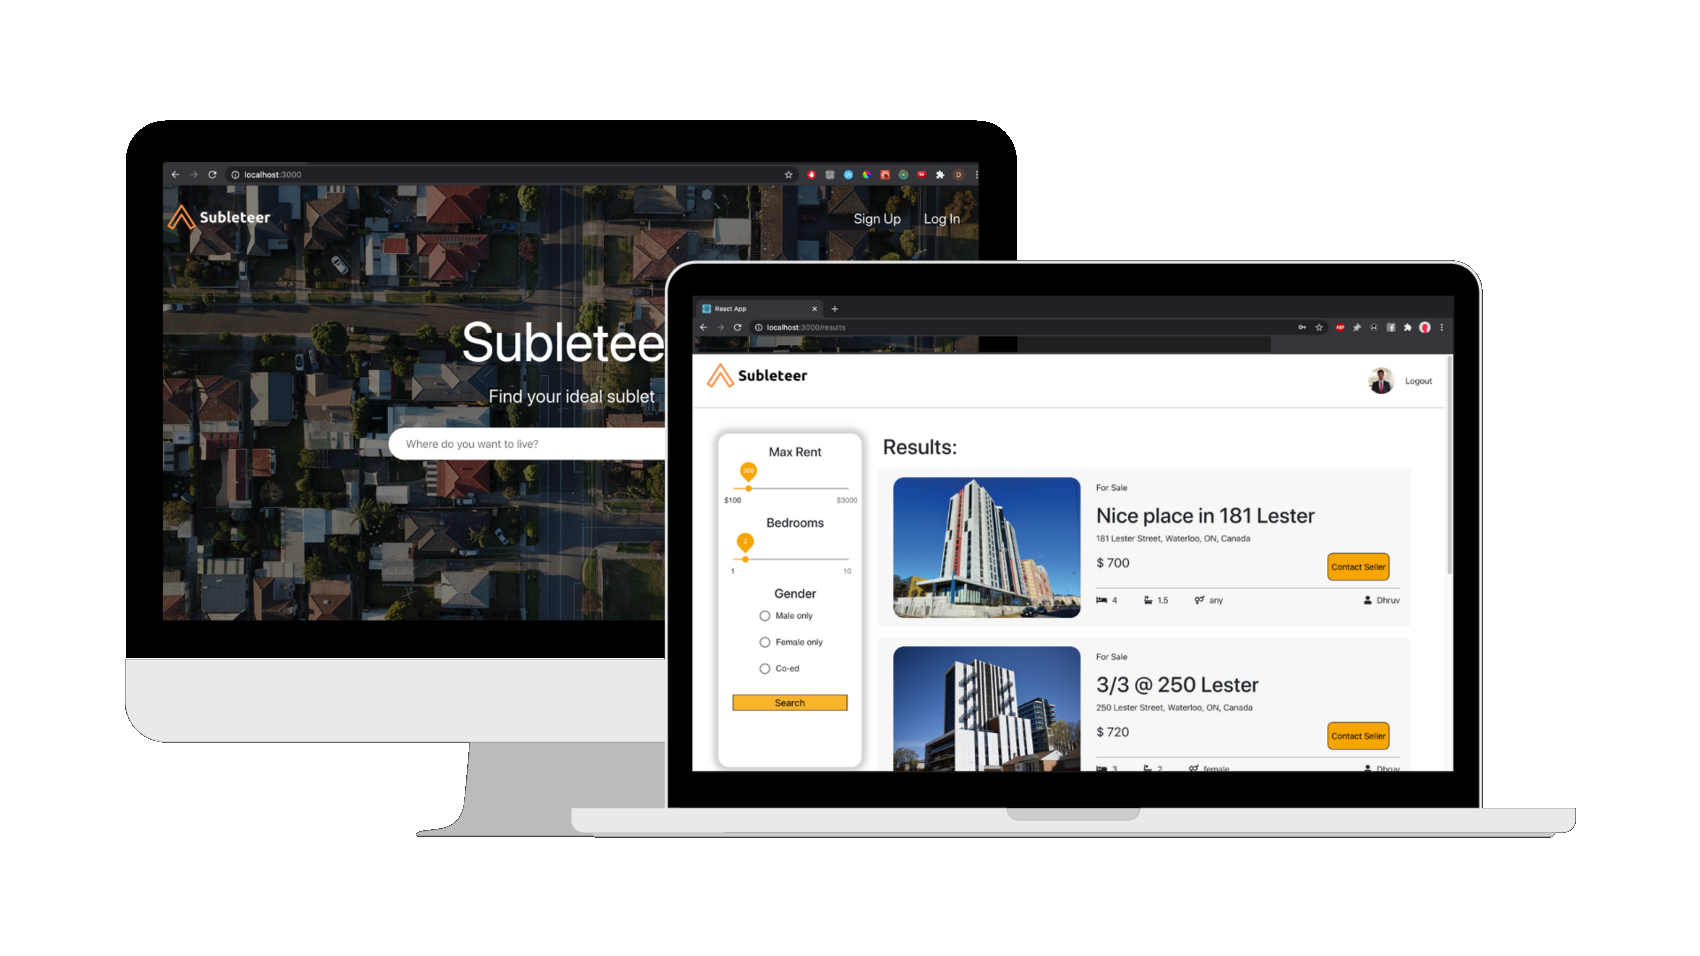 localhost:3000
Subleteer
Sign Up
Log In
Subletee
Find your ideal sublet
Where do you want to live?
React App
localhost:3000/results
Subleteer
Logout
Max Rent
$100
$3000
Bedrooms
2
1
10
Gender
Male only
Female only
Co-ed
Search
Results:
For Sale
Nice place in 181 Lester
181 Lester Street, Waterloo, ON, Canada
$ 700
Contact Seller
4
1.5
any
Dhruv
For Sale
3/3 @ 250 Lester
250 Lester Street, Waterloo, ON, Canada
$ 720
Contact Seller
3
2
female
Dhruv